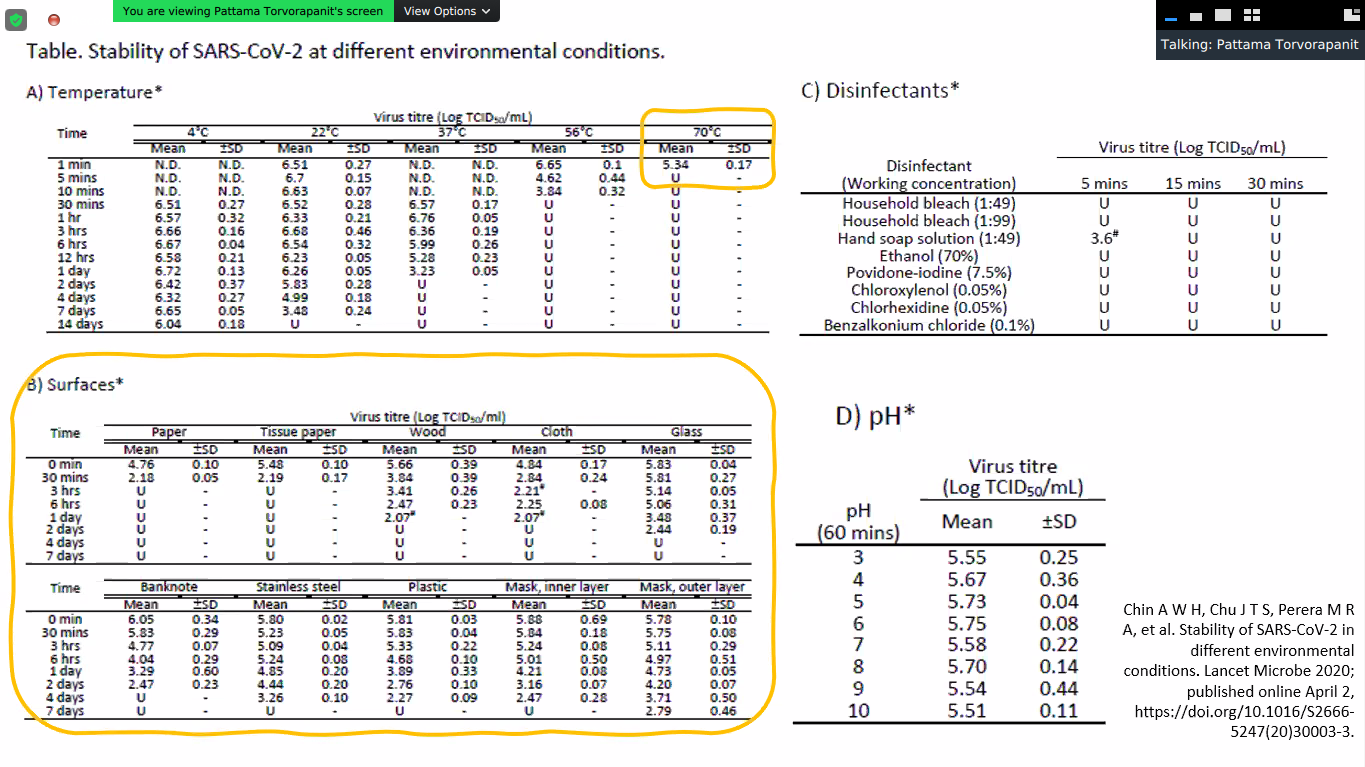 You are viewing Pattama Torvorapanit's screen
View Options
Talking: Pattama Torvorapanit
Table. Stability of SARS-CoV-2 at different environmental conditions.
A) Temperature*
Virus titre (Log TCID50/mL)
Time 4°C 22°C 37°C 56°C 70°C
Mean ±SD Mean ±SD Mean ±SD Mean ±SD Mean ±SD
1 min N.D. N.D. 6.51 0.27 N.D. N.D. 6.65 0.1 5.34 0.17
5 mins N.D. N.D. 6.7 0.15 N.D. N.D. 4.62 0.44 U -
10 mins N.D. N.D. 6.63 0.07 N.D. N.D. 3.84 0.32 U -
30 mins 6.51 0.27 6.52 0.28 6.57 0.17 U - U -
1 hr 6.57 0.32 6.33 0.21 6.76 0.05 U - U -
3 hrs 6.66 0.16 6.68 0.46 6.36 0.19 U - U -
6 hrs 6.67 0.04 6.54 0.32 5.99 0.26 U - U -
12 hrs 6.58 0.21 6.23 0.05 5.28 0.23 U - U -
1 day 6.72 0.13 6.26 0.05 3.23 0.05 U - U -
2 days 6.42 0.37 5.83 0.28 U - U - U -
4 days 6.32 0.27 4.99 0.18 U - U - U -
7 days 6.65 0.05 3.48 0.24 U - U - U -
14 days 6.04 0.18 U - U - U - U -
B) Surfaces*
Virus titre (Log TCID50/ml)
Time Paper Tissue paper Wood Cloth Glass
Mean ±SD Mean ±SD Mean ±SD Mean ±SD Mean ±SD
0 min 4.76 0.10 5.48 0.10 5.66 0.39 4.84 0.17 5.83 0.04
30 mins 2.18 0.05 2.19 0.17 3.84 0.39 2.84 0.24 5.81 0.27
3 hrs U - U - 3.41 0.26 2.21# - 5.14 0.05
6 hrs U - U - 2.47 0.23 2.25 0.08 5.06 0.31
1 day U - U - 2.07# - 2.07# - 3.48 0.37
2 days U - U - U - U - 2.44 0.19
4 days U - U - U - U - U -
7 days U - U - U - U - U -
Time Banknote Stainless steel Plastic Mask, inner layer Mask, outer layer
Mean ±SD Mean ±SD Mean ±SD Mean ±SD Mean ±SD
0 min 6.05 0.34 5.80 0.02 5.81 0.03 5.88 0.69 5.78 0.10
30 mins 5.83 0.29 5.23 0.05 5.83 0.04 5.84 0.18 5.75 0.08
3 hrs 4.77 0.07 5.09 0.04 5.33 0.22 5.24 0.08 5.11 0.29
6 hrs 4.04 0.29 5.24 0.08 4.68 0.10 5.01 0.50 4.97 0.51
1 day 3.29 0.60 4.85 0.20 3.89 0.33 4.21 0.08 4.73 0.05
2 days 2.47 0.23 4.44 0.20 2.76 0.10 3.16 0.07 4.20 0.07
4 days U - 3.26 0.10 2.27 0.09 2.47 0.28 3.71 0.50
7 days U - U - U - U - 2.79 0.46
C) Disinfectants*
Virus titre (Log TCID50/mL)
Disinfectant
(Working concentration) 5 mins 15 mins 30 mins
Household bleach (1:49) U U U
Household bleach (1:99) U U U
Hand soap solution (1:49) 3.6# U U
Ethanol (70%) U U U
Povidone-iodine (7.5%) U U U
Chloroxylenol (0.05%) U U U
Chlorhexidine (0.05%) U U U
Benzalkonium chloride (0.1%) U U U
D) pH*
Virus titre
(Log TCID50/mL)
pH
(60 mins) Mean ±SD
3 5.55 0.25
4 5.67 0.36
5 5.73 0.04
6 5.75 0.08
7 5.58 0.22
8 5.70 0.14
9 5.54 0.44
10 5.51 0.11
Chin A W H, Chu J T S, Perera M R
A, et al. Stability of SARS-CoV-2 in
different environmental
conditions. Lancet Microbe 2020;
published online April 2,
https://doi.org/10.1016/S2666-
5247(20)30003-3.